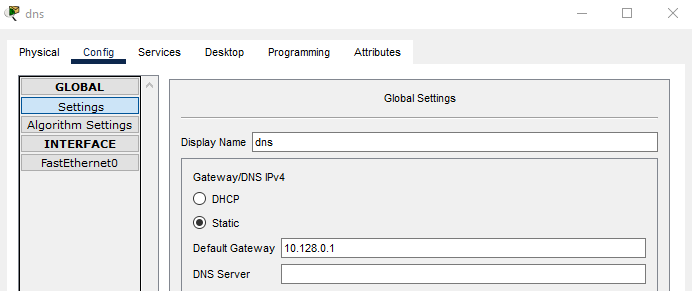 dns
Physical Config Services Desktop Programming Attributes
GLOBAL
Settings
Algorithm Settings
INTERFACE
FastEthernet0
Global Settings
Display Name dns
Gateway/DNS IPv4
DHCP
Static
Default Gateway 10.128.0.1
DNS Server